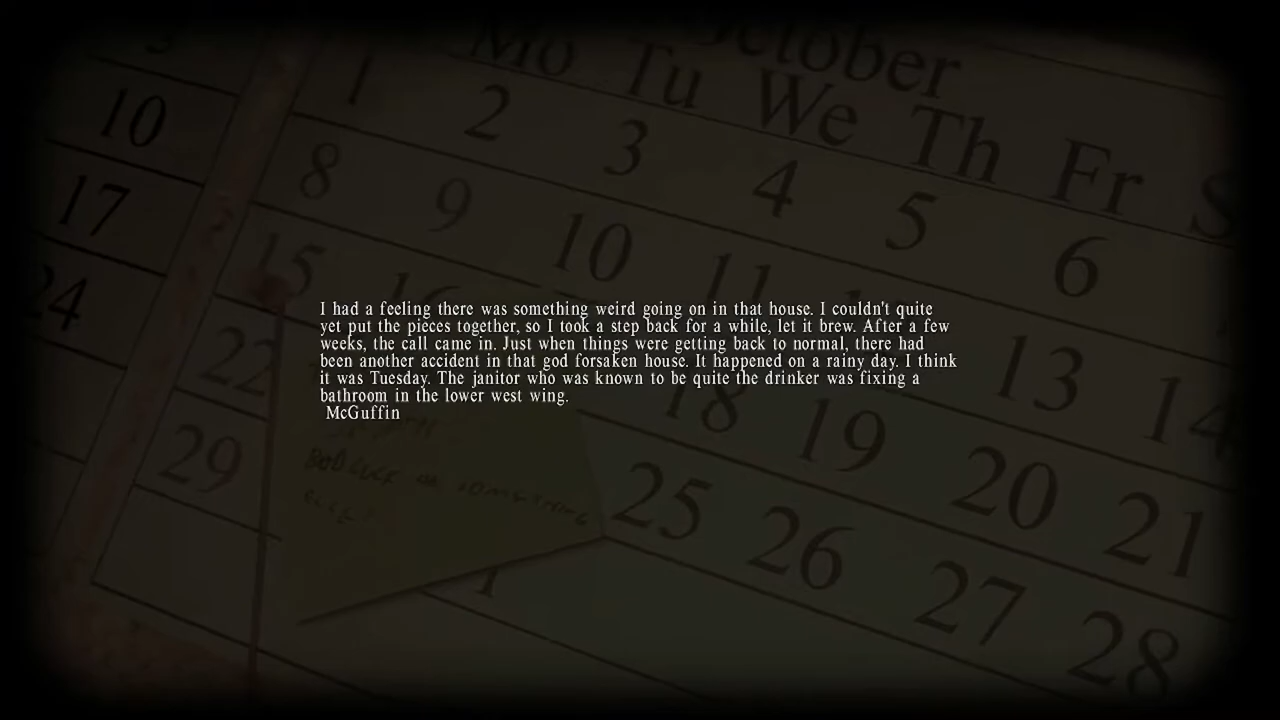 October
Mo Tu We Th Fr S
1 2 3 4 5 6
10 8 9 10 11 13 14
17 15 16 18 19 20 21
24 22 25 26 27 28
29
I had a feeling there was something weird going on in that house. I couldn't quite
yet put the pieces together, so I took a step back for a while, let it brew. After a few
weeks, the call came in. Just when things were getting back to normal, there had
been another accident in that god forsaken house. It happened on a rainy day. I think
it was Tuesday. The janitor who was known to be quite the drinker was fixing a
bathroom in the lower west wing.
McGuffin